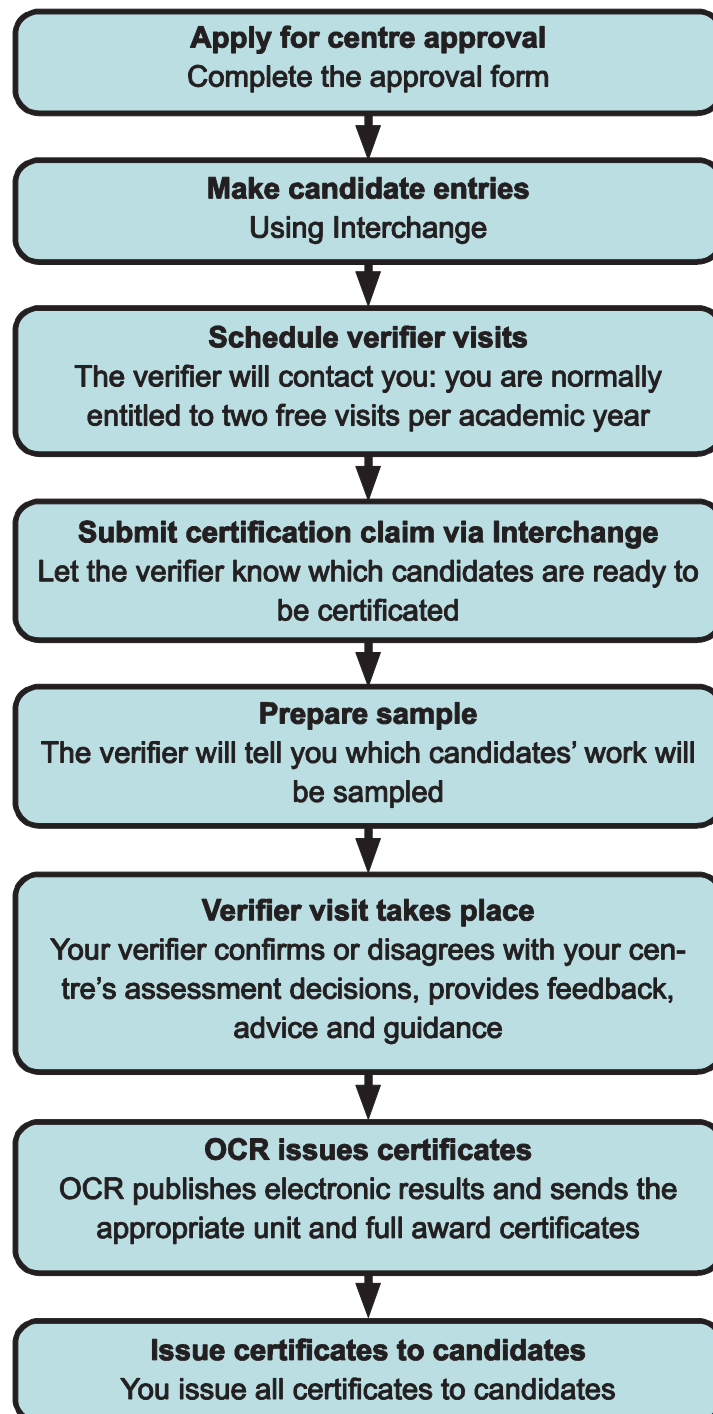 Apply for centre approval
Complete the approval form
Make candidate entries
Using Interchange
Schedule verifier visits
The verifier will contact you: you are normally
entitled to two free visits per academic year
Submit certification claim via Interchange
Let the verifier know which candidates are ready to
be certificated
Prepare sample
The verifier will tell you which candidates’ work will
be sampled
Verifier visit takes place
Your verifier confirms or disagrees with your cen-
tre’s assessment decisions, provides feedback,
advice and guidance
OCR issues certificates
OCR publishes electronic results and sends the
appropriate unit and full award certificates
Issue certificates to candidates
You issue all certificates to candidates